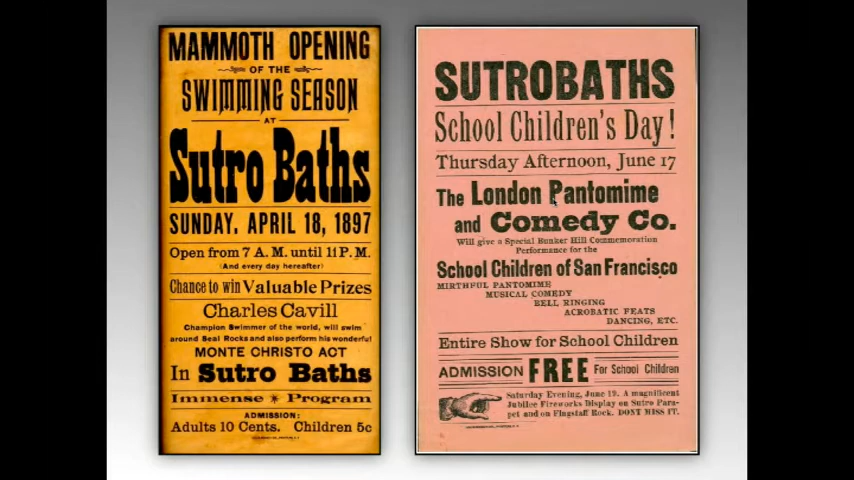 MAMMOTH OPENING
OF THE
SWIMMING SEASON
AT
Sutro Baths
SUNDAY, APRIL 18, 1897
Open from 7 A. M. until 11 P. M.
(And every day hereafter)
Chance to win Valuable Prizes
Charles Cavill
Champion Swimmer of the world, will swim
around Seal Rocks and also perform his wonderful
MONTE CHRISTO ACT
In Sutro Baths
Immense Program
ADMISSION:
Adults 10 Cents. Children 5c
SUTROBATHS
School Children's Day!
Thursday Afternoon, June 17
The London Pantomime
and Comedy Co.
Will give a Special Bunker Hill Commemoration
Performance for the
School Children of San Francisco
MIRTHFUL PANTOMIME
MUSICAL COMEDY
BELL RINGING
ACROBATIC FEATS
DANCING, ETC.
Entire Show for School Children
ADMISSION FREE For School Children
Saturday Evening, June 19. A magnificent
Jubilee Fireworks Display on Sutro Para-
pet and on Flagstaff Rock. DONT MISS IT.